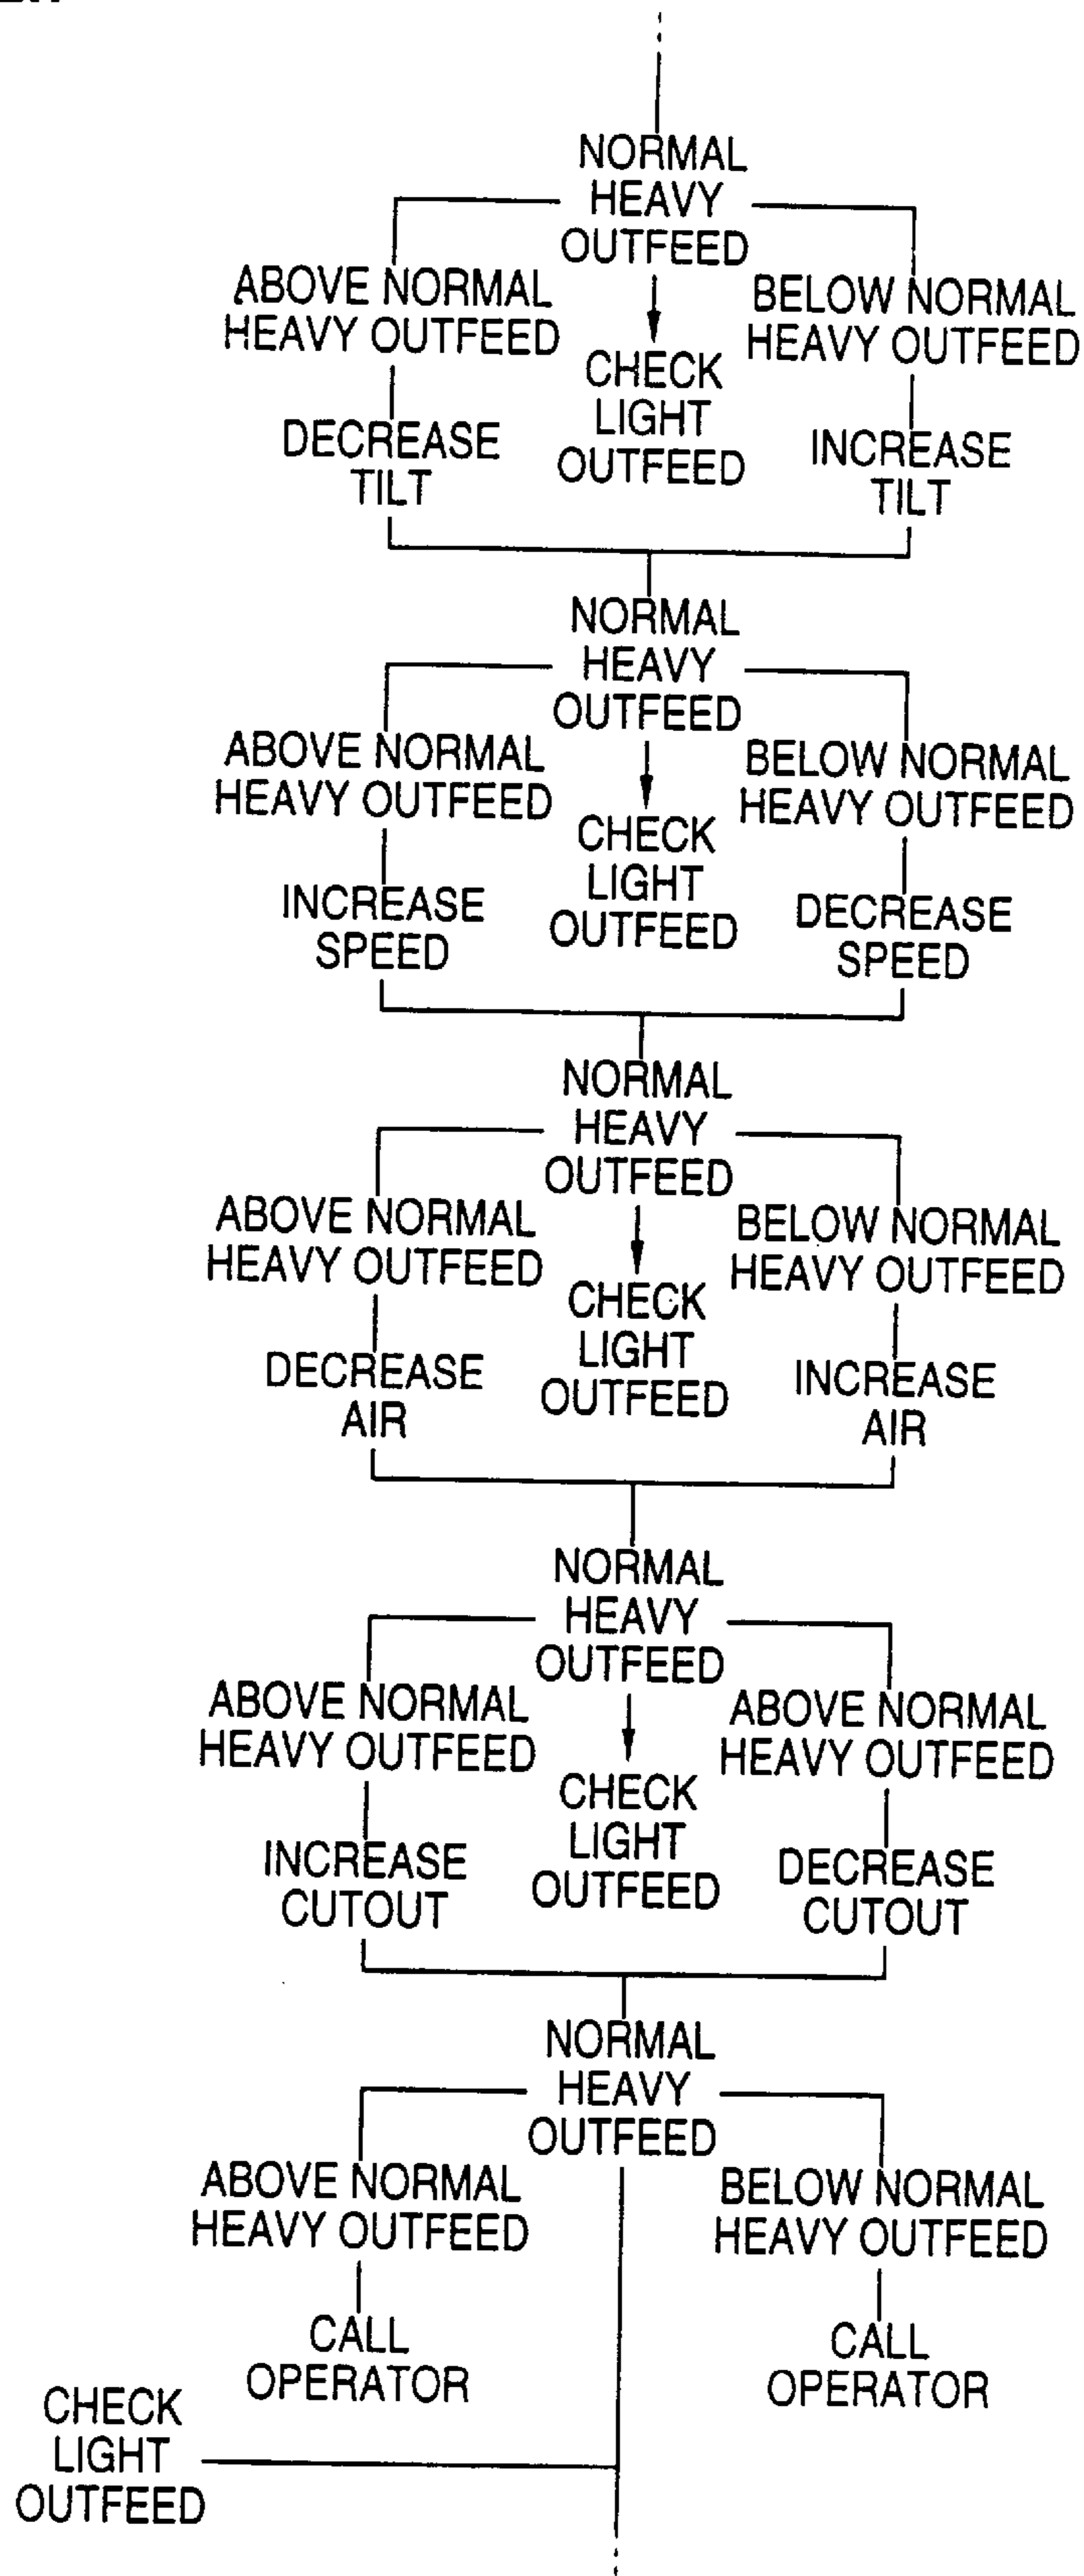 NORMAL
HEAVY
OUTFEED
ABOVE NORMAL
HEAVY OUTFEED
CHECK
LIGHT
OUTFEED
BELOW NORMAL
HEAVY OUTFEED
DECREASE
TILT
INCREASE
TILT
NORMAL
HEAVY
OUTFEED
ABOVE NORMAL
HEAVY OUTFEED
CHECK
LIGHT
OUTFEED
BELOW NORMAL
HEAVY OUTFEED
INCREASE
SPEED
DECREASE
SPEED
NORMAL
HEAVY
OUTFEED
ABOVE NORMAL
HEAVY OUTFEED
CHECK
LIGHT
OUTFEED
BELOW NORMAL
HEAVY OUTFEED
DECREASE
AIR
INCREASE
AIR
NORMAL
HEAVY
OUTFEED
ABOVE NORMAL
HEAVY OUTFEED
CHECK
LIGHT
OUTFEED
ABOVE NORMAL
HEAVY OUTFEED
INCREASE
CUTOUT
DECREASE
CUTOUT
NORMAL
HEAVY
OUTFEED
ABOVE NORMAL
HEAVY OUTFEED
BELOW NORMAL
HEAVY OUTFEED
CALL
OPERATOR
CALL
OPERATOR
CHECK
LIGHT
OUTFEED